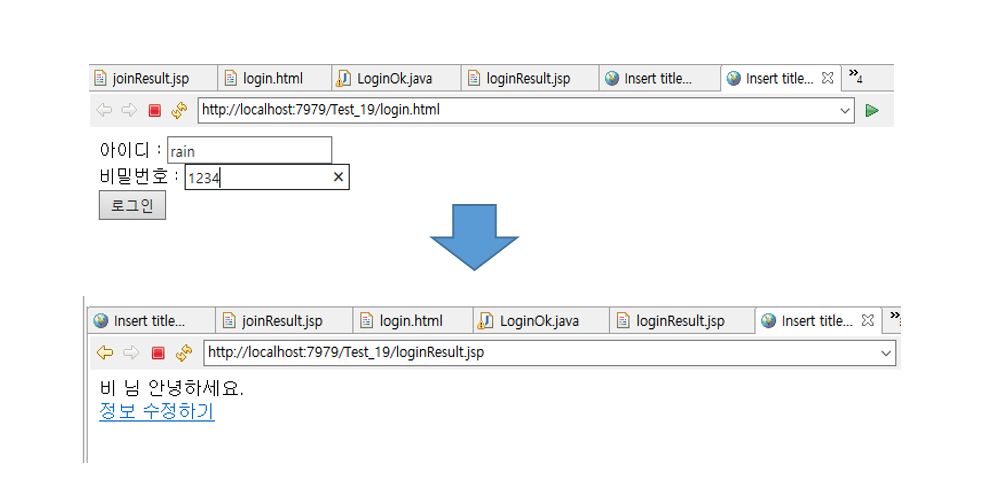 joinResult.jsp login.html LoginOk.java loginResult.jsp Insert title... Insert title... »4
http://localhost:7979/Test_19/login.html
아이디 : rain
비밀번호 : 1234
로그인
Insert title... joinResult.jsp login.html LoginOk.java loginResult.jsp Insert title...
http://localhost:7979/Test_19/loginResult.jsp
비 님 안녕하세요.
정보 수정하기